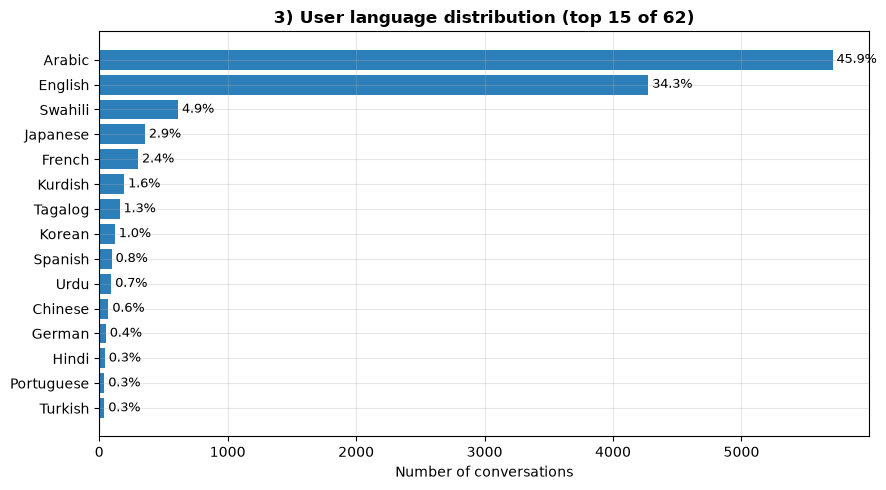 3) User language distribution (top 15 of 62)
Arabic 45.9%
English 34.3%
Swahili 4.9%
Japanese 2.9%
French 2.4%
Kurdish 1.6%
Tagalog 1.3%
Korean 1.0%
Spanish 0.8%
Urdu 0.7%
Chinese 0.6%
German 0.4%
Hindi 0.3%
Portuguese 0.3%
Turkish 0.3%
0 1000 2000 3000 4000 5000
Number of conversations